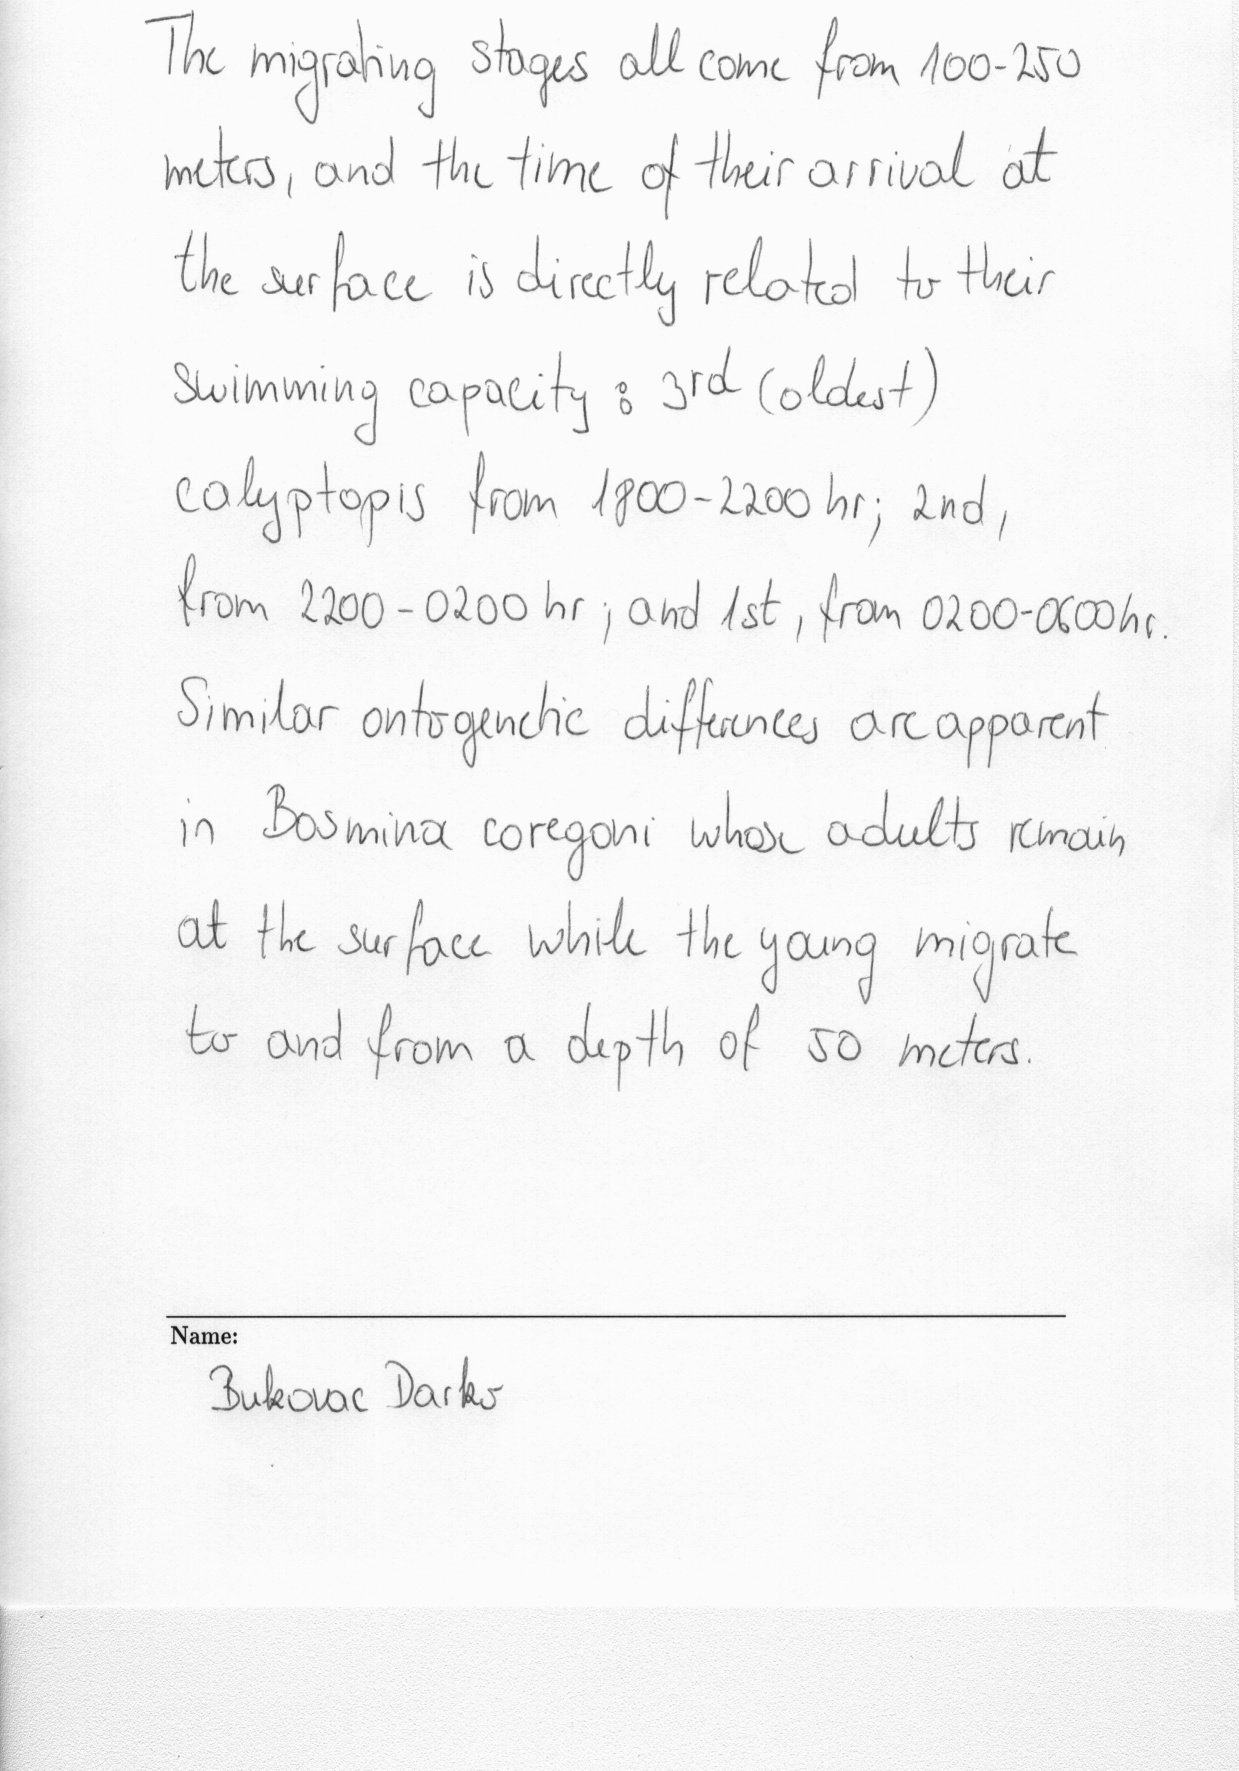 The migrating stages all come from 100-250
meters, and the time of their arrival at
the surface is directly related to their
swimming capacity: 3rd (oldest)
calyptopis from 1800-2200 hr; 2nd,
from 2200-0200 hr; and 1st, from 0200-0600 hr.
Similar ontogenetic differences are apparent
in Bosmina coregoni whose adults remain
at the surface while the young migrate
to and from a depth of 50 meters.
Name:
Bukovac Darko